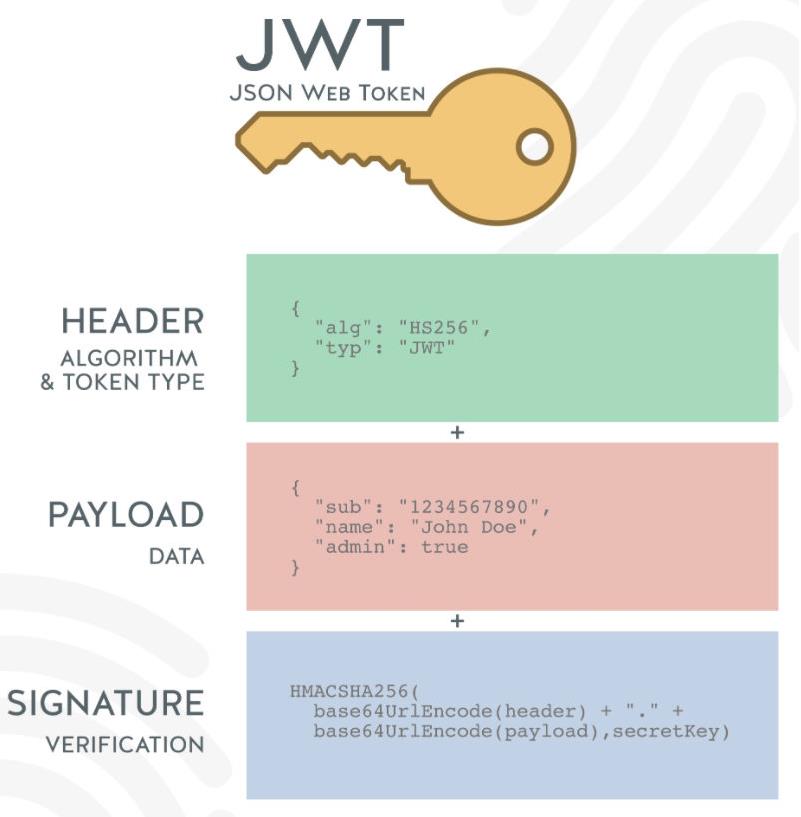 JWT
JSON WEB TOKEN
HEADER
ALGORITHM
& TOKEN TYPE
{
"alg": "HS256",
"typ": "JWT"
}
+
PAYLOAD
DATA
{
"sub": "1234567890",
"name": "John Doe",
"admin": true
}
+
SIGNATURE
VERIFICATION
HMACSHA256(
base64UrlEncode(header) + "." +
base64UrlEncode(payload),secretKey)